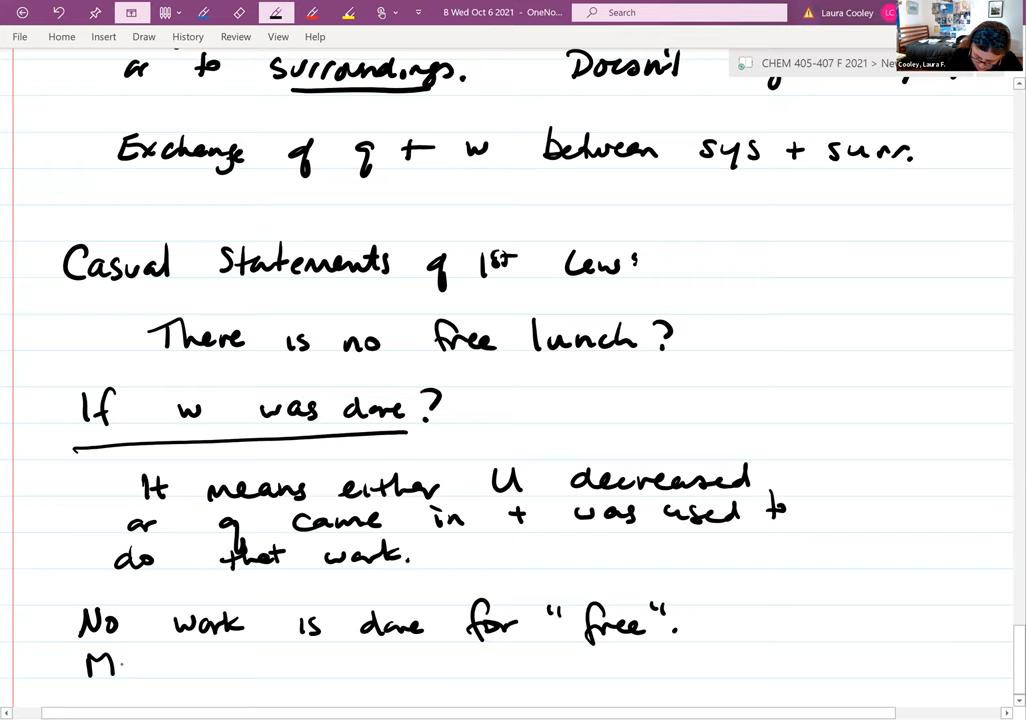 B Wed Oct 6 2021 - OneNo...
Search
Laura Cooley
LC
File Home Insert Draw History Review View Help
CHEM 405-407 F 2021 >
Cooley, Laura F.
or to surroundings. Doesn't
Exchange of q + w between sys + surr.
Casual Statements of 1st Law:
There is no free lunch?
If w was done?
It means either U decreased
or q came in + was used to
do that work.
No work is done for "free".
M